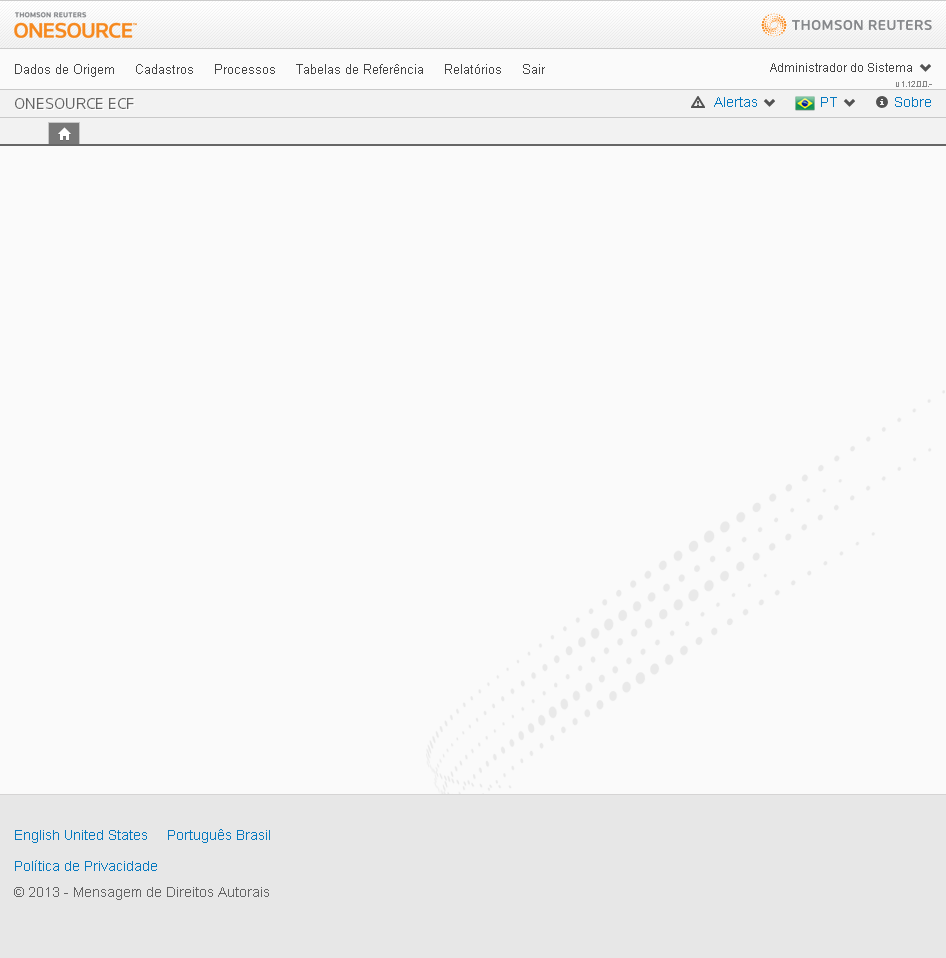 THOMSON REUTERS
ONESOURCE™
THOMSON REUTERS
Dados de Origem Cadastros Processos Tabelas de Referência Relatórios Sair
Administrador do Sistema
v 1.12.0.0.-
ONESOURCE ECF
Alertas PT Sobre
English United States Português Brasil
Política de Privacidade
© 2013 - Mensagem de Direitos Autorais